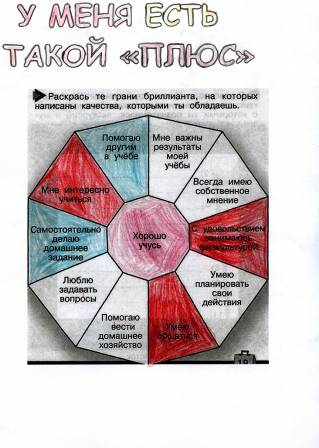 У МЕНЯ ЕСТЬ
ТАКОЙ «ПЛЮС»
Раскрась те грани бриллианта, на которых
написаны качества, которыми ты обладаешь.
Помогаю
другим
в учёбе
Мне важны
результаты
моей
учёбы
Всегда имею
собственное
мнение
С удовольствием
занимаюсь
физкультурой
Умею
планировать
свои
действия
Умею
общаться
Помогаю
вести
домашнее
хозяйство
Люблю
задавать
вопросы
Самостоятельно
делаю
домашнее
задание
Мне интересно
учиться
Хорошо
учусь